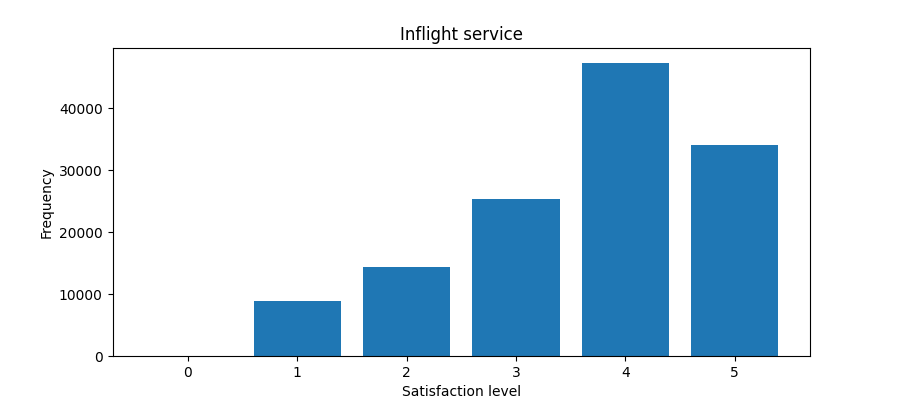 Inflight service
Frequency
40000
30000
20000
10000
0
0 1 2 3 4 5
Satisfaction level